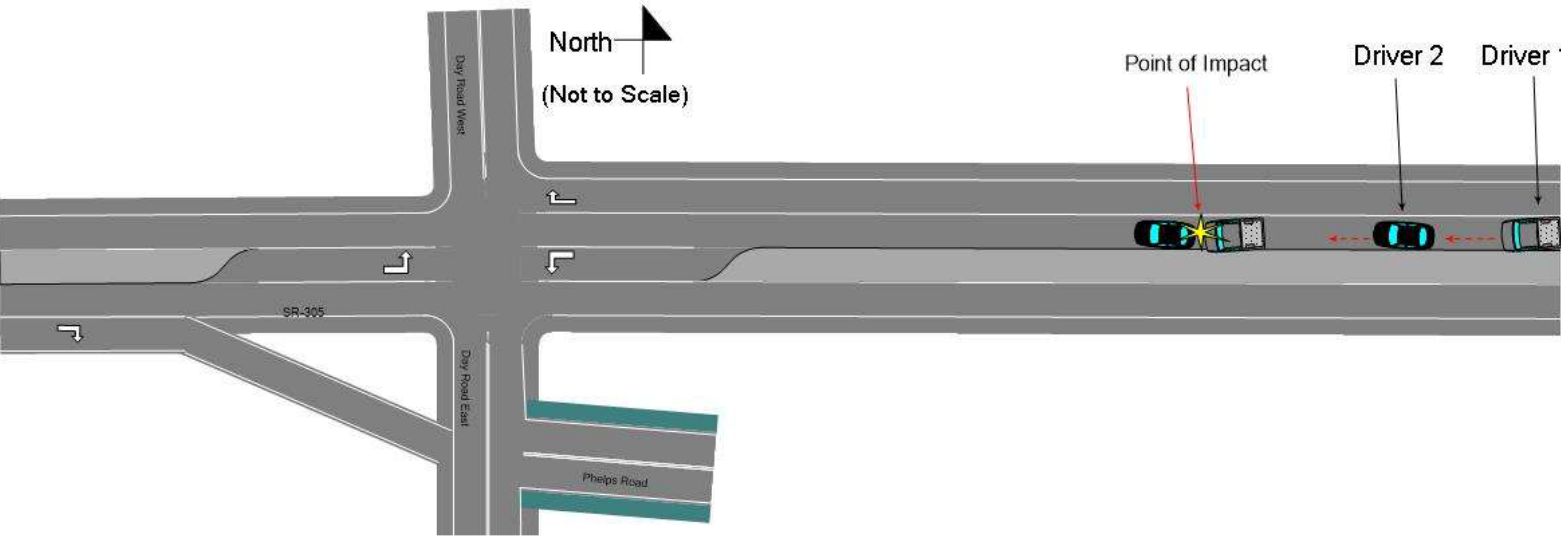 North
(Not to Scale)
Point of Impact
Driver 2
Driver
Day Road West
SR-305
Day Road East
Phelps Road